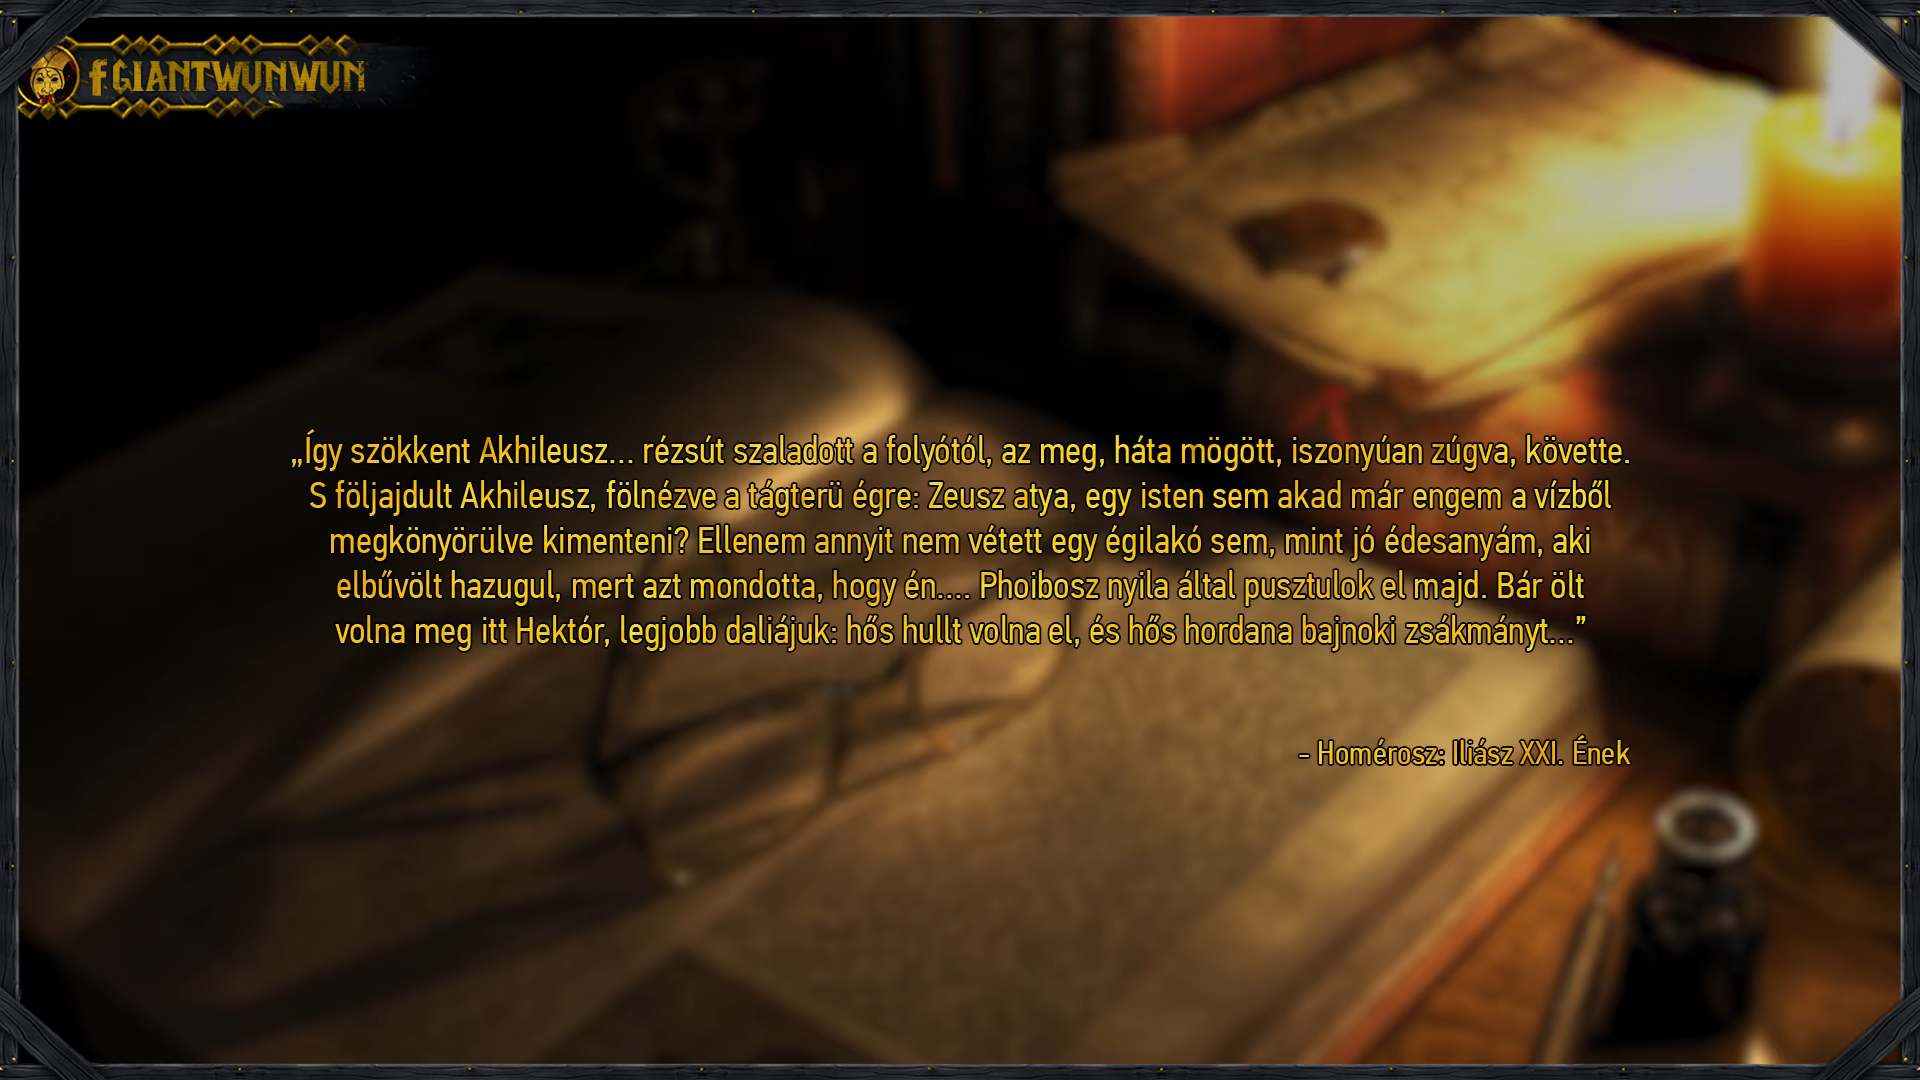 fGIANTWUNWUN
„Így szökkent Akhileusz... rézsút szaladott a folyótól, az meg, háta mögött, iszonyúan zúgva, követte.
S följajdult Akhileusz, fölnézve a tágterü égre: Zeusz atya, egy isten sem akad már engem a vízből
megkönyörülve kimenteni? Ellenem annyit nem vétett egy égilakó sem, mint jó édesanyám, aki
elbűvölt hazugul, mert azt mondotta, hogy én.... Phoibosz nyila által pusztulok el majd. Bár ölt
volna meg itt Hektór, legjobb daliájuk: hős hullt volna el, és hős hordana bajnoki zsákmányt...”
- Homérosz: Iliász XXI. Ének